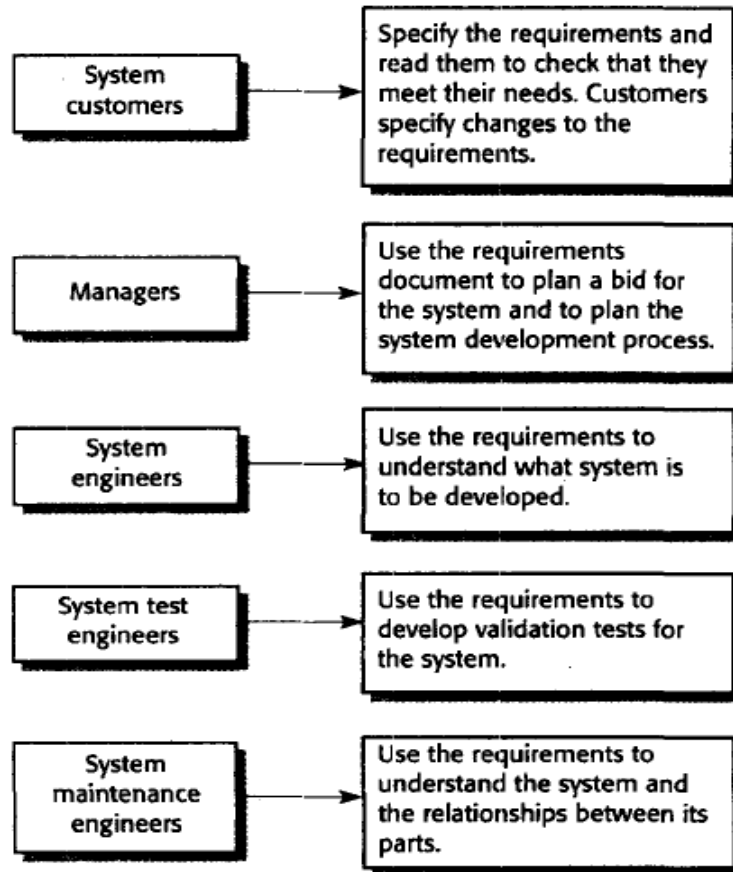 System
customers
Specify the requirements and
read them to check that they
meet their needs. Customers
specify changes to the
requirements.
Managers
Use the requirements
document to plan a bid for
the system and to plan the
system development process.
System
engineers
Use the requirements to
understand what system is
to be developed.
System test
engineers
Use the requirements to
develop validation tests for
the system.
System
maintenance
engineers
Use the requirements to
understand the system and
the relationships between its
parts.